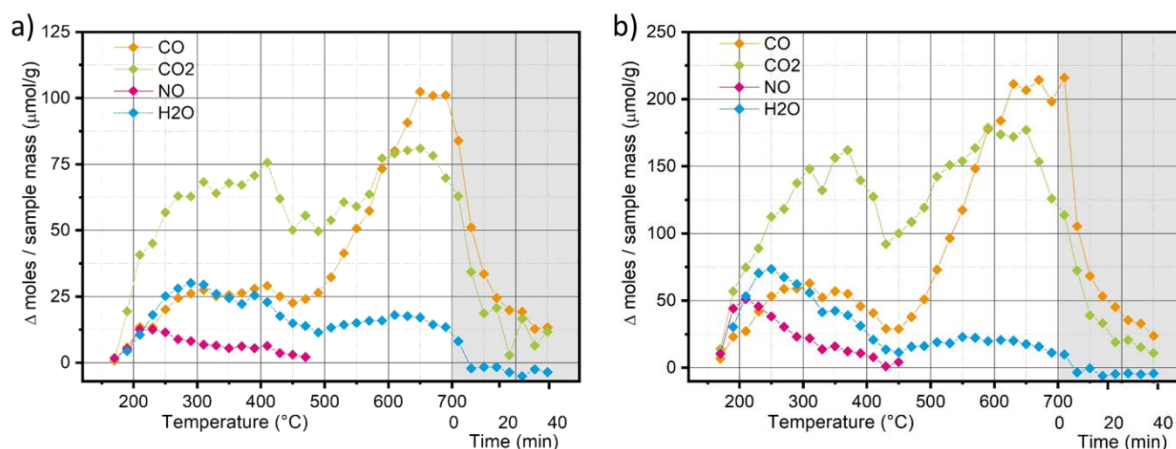 a)
Δ moles / sample mass (µmol/g)
125
100
75
50
25
0
CO
CO2
NO
H2O
200 300 400 500 600 700
0 20 40
Temperature (°C)
Time (min)
b)
Δ moles / sample mass (µmol/g)
250
200
150
100
50
0
CO
CO2
NO
H2O
200 300 400 500 600 700
0 20 40
Temperature (°C)
Time (min)